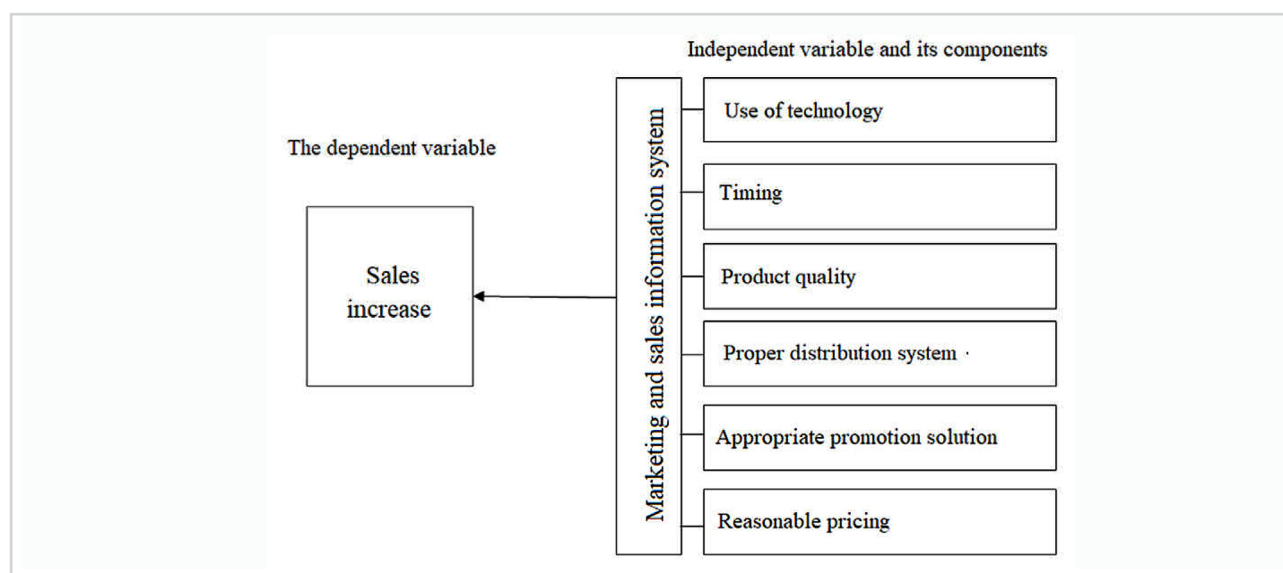 Independent variable and its components
The dependent variable
Sales
increase
Marketing and sales information system
Use of technology
Timing
Product quality
Proper distribution system
Appropriate promotion solution
Reasonable pricing